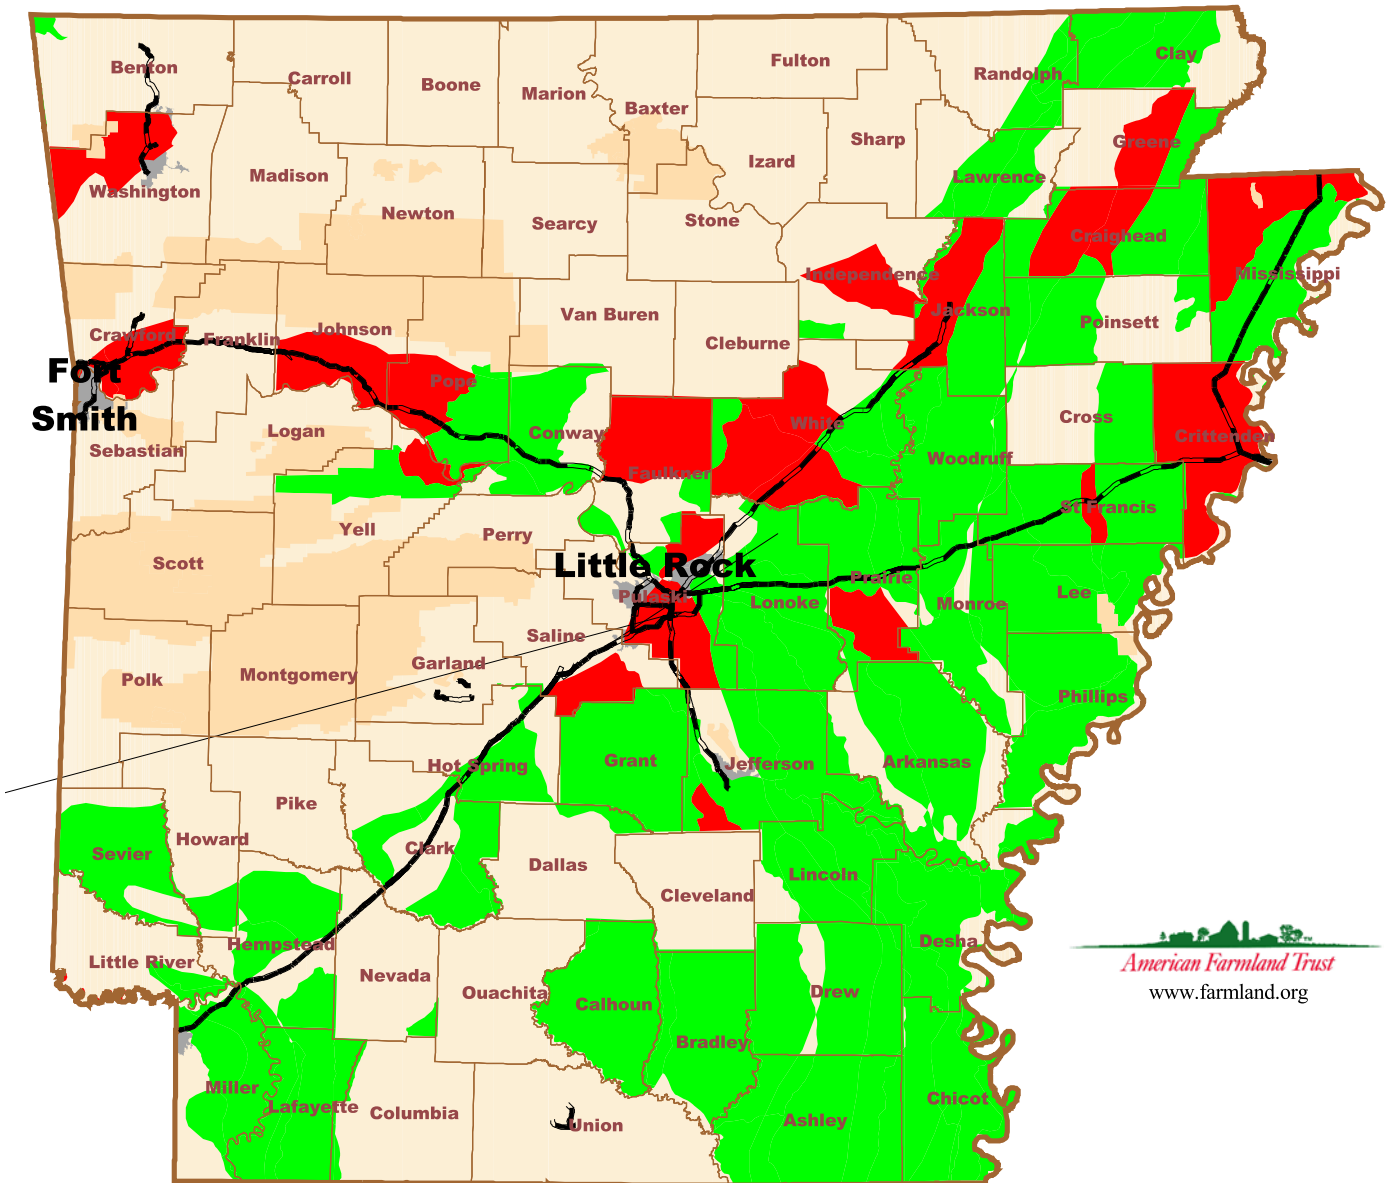 Clay
Fulton
Benton
Randolph
Carroll
Boone
Marion
Baxter
Sharp
Greene
Izard
Madison
Lawrence
Washington
Newton
Stone
Searcy
Craighead
Independence
Mississippi
Jackson
Van Buren
Poinsett
Johnson
Crawford
Franklin
Cleburne
Fort
Smith
Pope
Cross
White
Logan
Conway
Crittenden
Sebastian
Woodruff
Faulkner
St Francis
Yell
Perry
Scott
Little Rock
Prairie
Lee
Pulaski
Lonoke
Monroe
Saline
Garland
Montgomery
Polk
Phillips
Grant
Hot Spring
Jefferson
Arkansas
Pike
Howard
Clark
Sevier
Dallas
Lincoln
Cleveland
Hempstead
Desha
Little River
American Farmland Trust
Nevada
www.farmland.org
Ouachita
Drew
Calhoun
Bradley
Miller
Chicot
Lafayette
Columbia
Ashley
Union